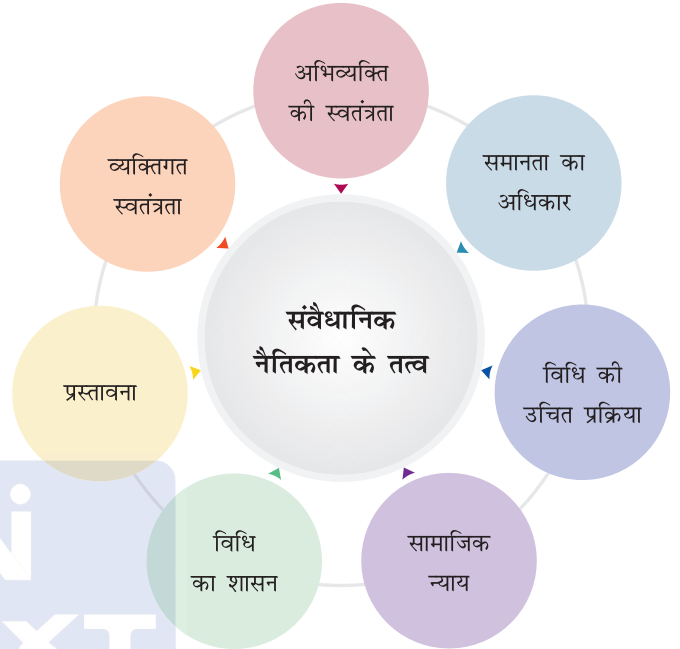 अभिव्यक्ति
की स्वतंत्रता
समानता का
अधिकार
विधि की
उचित प्रक्रिया
सामाजिक
न्याय
विधि
का शासन
प्रस्तावना
व्यक्तिगत
स्वतंत्रता
संवैधानिक
नैतिकता के तत्व